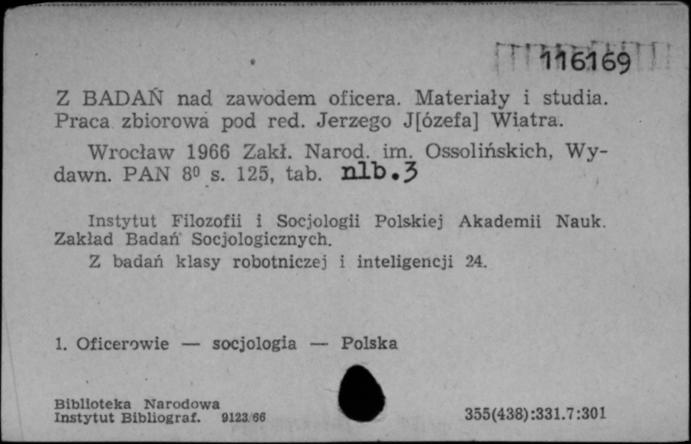 116169
Z BADAŃ nad zawodem oficera. Materiały i studia.
Praca zbiorowa pod red. Jerzego J[ózefa] Wiatra.
Wrocław 1966 Zakł. Narod. im. Ossolińskich, Wy-
dawn. PAN 8⁰ s. 125, tab. nlb.3
Instytut Filozofii i Socjologii Polskiej Akademii Nauk.
Zakład Badań Socjologicznych.
Z badań klasy robotniczej i inteligencji 24.
1. Oficerowie — socjologia — Polska
Biblioteka Narodowa
Instytut Bibliograf. 9123/66 355(438):331.7:301